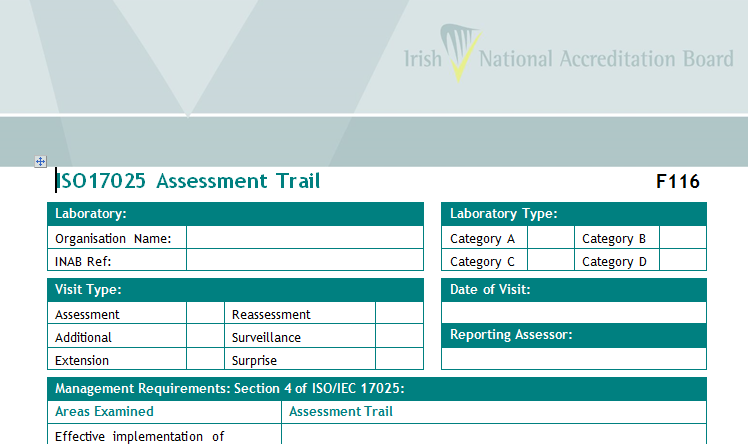 Irish National Accreditation Board
ISO17025 Assessment Trail F116
Laboratory:
Organisation Name:
INAB Ref:
Laboratory Type:
Category A Category B
Category C Category D
Visit Type:
Assessment Reassessment
Additional Surveillance
Extension Surprise
Date of Visit:
Reporting Assessor:
Management Requirements: Section 4 of ISO/IEC 17025:
Areas Examined Assessment Trail
Effective implementation of